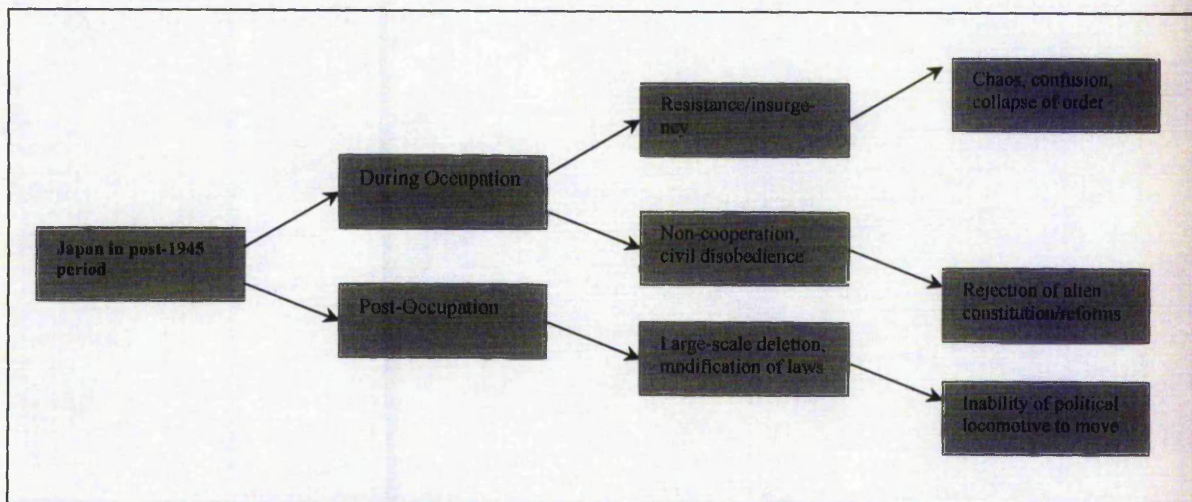 Japan in post-1945
period
During Occupation
Post-Occupation
Resistance/insurge-
ncy
Non-cooperation,
civil disobedience
Large-scale deletion,
modification of laws
Chaos, confusion,
collapse of order
Rejection of alien
constitution/reforms
Inability of political
locomotive to move